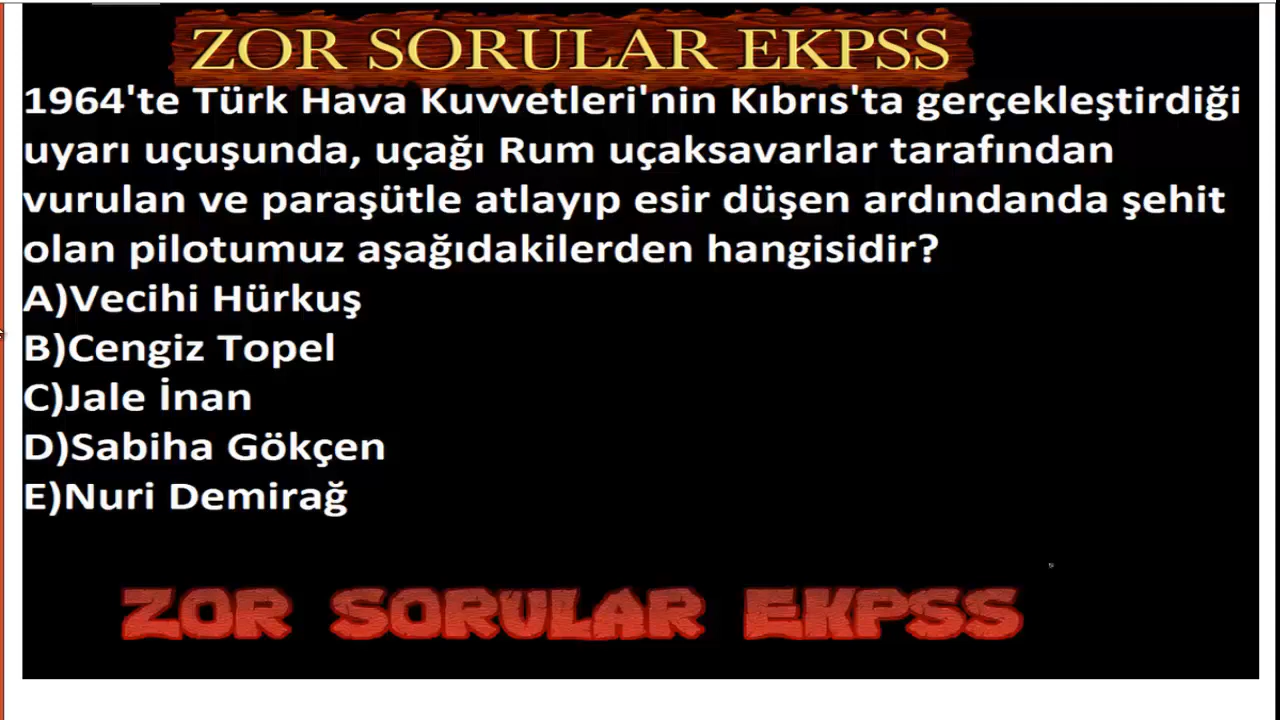 ZOR SORULAR EKPSS
1964'te Türk Hava Kuvvetleri'nin Kıbrıs'ta gerçekleştirdiği
uyarı uçuşunda, uçağı Rum uçaksavarlar tarafından
vurulan ve paraşütle atlayıp esir düşen ardındanda şehit
olan pilotumuz aşağıdakilerden hangisidir?
A)Vecihi Hürkuş
B)Cengiz Topel
C)Jale İnan
D)Sabiha Gökçen
E)Nuri Demirağ
ZOR SORULAR EKPSS